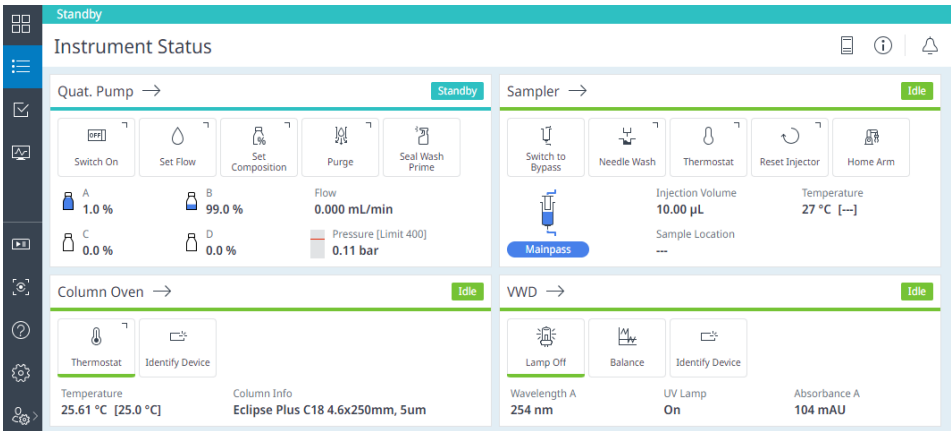 Standby
Instrument Status
Quat. Pump → Standby
OFF
Switch On
Set Flow
%
Set
Composition
Purge
Seal Wash
Prime
A
1.0 %
B
99.0 %
Flow
0.000 mL/min
C
0.0 %
D
0.0 %
Pressure [Limit 400]
0.11 bar
Sampler → Idle
Switch to
Bypass
Needle Wash
Thermostat
Reset Injector
Home Arm
Mainpass
Injection Volume
10.00 µL
Temperature
27 °C [---]
Sample Location
---
Column Oven → Idle
Thermostat
Identify Device
Temperature
25.61 °C [25.0 °C]
Column Info
Eclipse Plus C18 4.6x250mm, 5um
VWD → Idle
Lamp Off
Balance
Identify Device
Wavelength A
254 nm
UV Lamp
On
Absorbance A
104 mAU